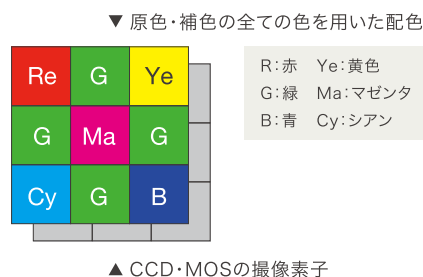 ▼ 原色・補色の全ての色を用いた配色
Re G Ye
G Ma G
Cy G B
R：赤 Ye：黄色
G：緑 Ma：マゼンタ
B：青 Cy：シアン
▲ CCD・MOSの撮像素子